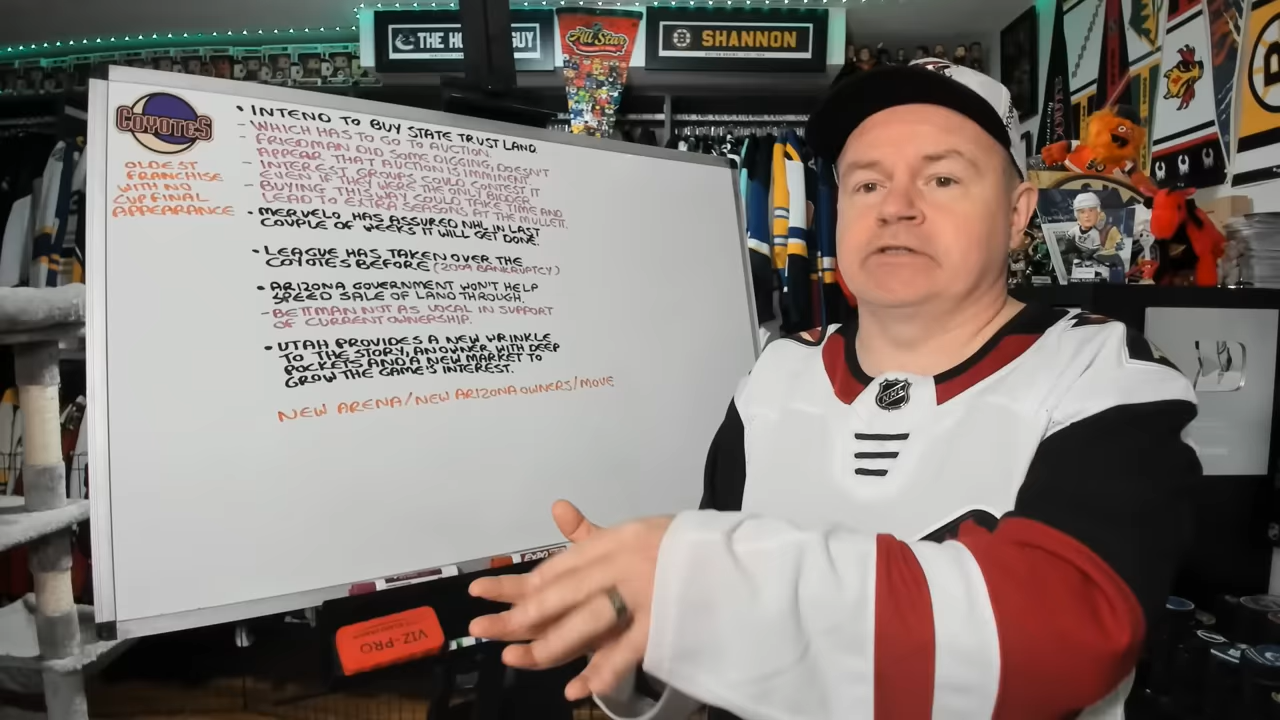 THE HO GUY
All Star
SHANNON
COYOTES
OLDEST
FRANCHISE
WITH NO
CUP FINAL
APPEARANCE
• INTEND TO BUY STATE TRUST LAND.
- WHICH HAS TO GO TO AUCTION.
- FRIEDMAN DID SOME DIGGING, DOESN'T
APPEAR THAT AUCTION IS IMMINENT
- INTEREST GROUPS COULD CONTEST IT
EVEN IF THEY WERE THE ONLY BIDDER
- BUYING THIS WAY COULD TAKE TIME AND
LEAD TO EXTRA SEASONS AT THE MULLETT.
• MERUELO HAS ASSURED NHL IN LAST
COUPLE OF WEEKS IT WILL GET DONE.
• LEAGUE HAS TAKEN OVER THE
COYOTES BEFORE (2009 BANKRUPTCY)
• ARIZONA GOVERNMENT WON'T HELP
SPEED SALE OF LAND THROUGH.
- BETTMAN NOT AS VOCAL IN SUPPORT
OF CURRENT OWNERSHIP.
• UTAH PROVIDES A NEW WRINKLE
TO THE STORY, AN OWNER WITH DEEP
POCKETS AND A NEW MARKET TO
GROW THE GAME'S INTEREST.
NEW ARENA/NEW ARIZONA OWNERS/MOVE
NHL
EXPO
VIZ-PRO